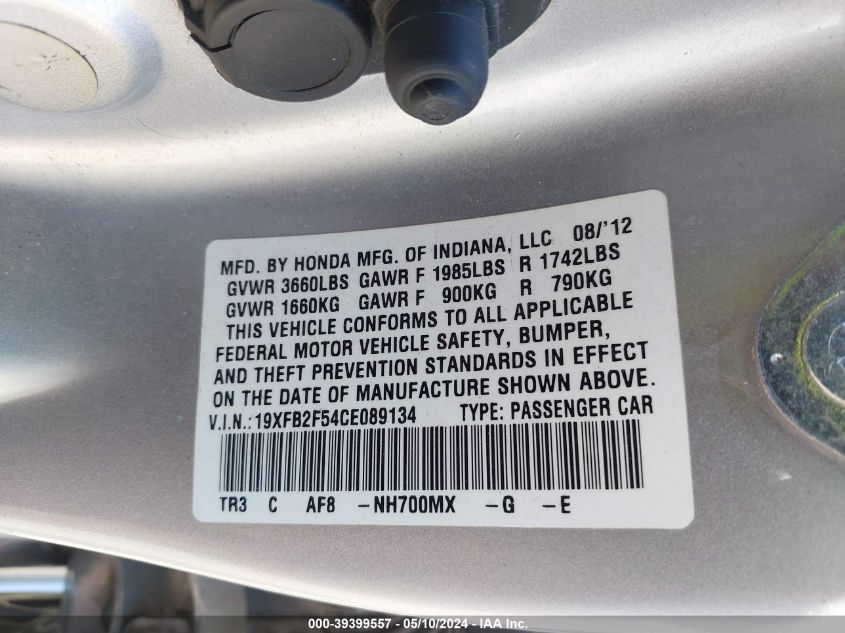 MFD. BY HONDA MFG. OF INDIANA, LLC 08/'12
GVWR 3660LBS GAWR F 1985LBS R 1742LBS
GVWR 1660KG GAWR F 900KG R 790KG
THIS VEHICLE CONFORMS TO ALL APPLICABLE
FEDERAL MOTOR VEHICLE SAFETY, BUMPER,
AND THEFT PREVENTION STANDARDS IN EFFECT
ON THE DATE OF MANUFACTURE SHOWN ABOVE.
V.I.N.:19XFB2F54CE089134 TYPE: PASSENGER CAR
TR3 C AF8 -NH700MX -G -E
000-39399557 - 05/10/2024 - IAA Inc.